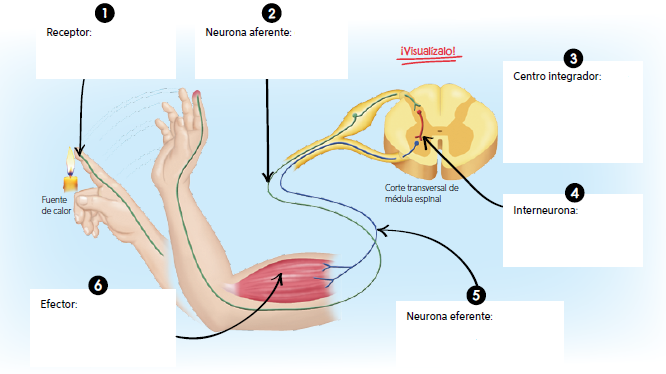 1
Receptor:
2
Neurona aferente:
¡Visualízalo!
3
Centro integrador:
Fuente
de calor
Corte transversal de
médula espinal
4
Interneurona:
5
Neurona eferente:
6
Efector: